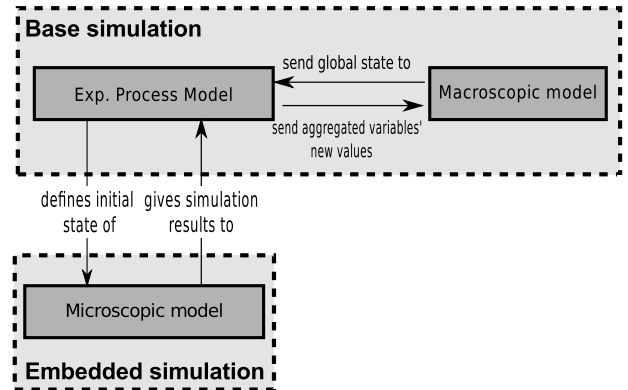 Base simulation
send global state to
Exp. Process Model
Macroscopic model
send aggregated variables'
new values
defines initial
state of
gives simulation
results to
Microscopic model
Embedded simulation